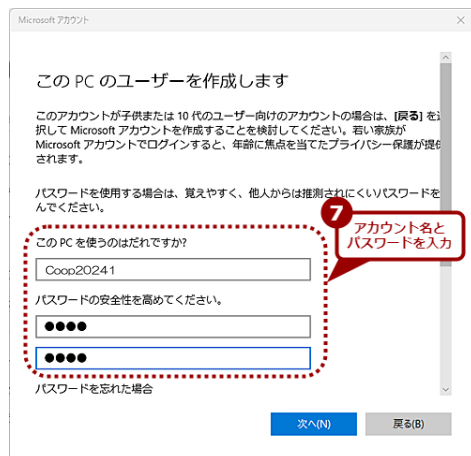 Microsoft アカウント
この PC のユーザーを作成します
このアカウントが子供または 10 代のユーザー向けのアカウントの場合は、[戻る] を
択して Microsoft アカウントを作成することを検討してください。若い家族が
Microsoft アカウントでログインすると、年齢に焦点を当てたプライバシー保護が提
されます。
パスワードを使用する場合は、覚えやすく、他人からは推測されにくいパスワードを
んでください。
7
アカウント名と
パスワードを入力
この PC を使うのはだれですか?
Coop20241
パスワードの安全性を高めてください。
●●●●
●●●●
パスワードを忘れた場合
次へ(N)
戻る(B)